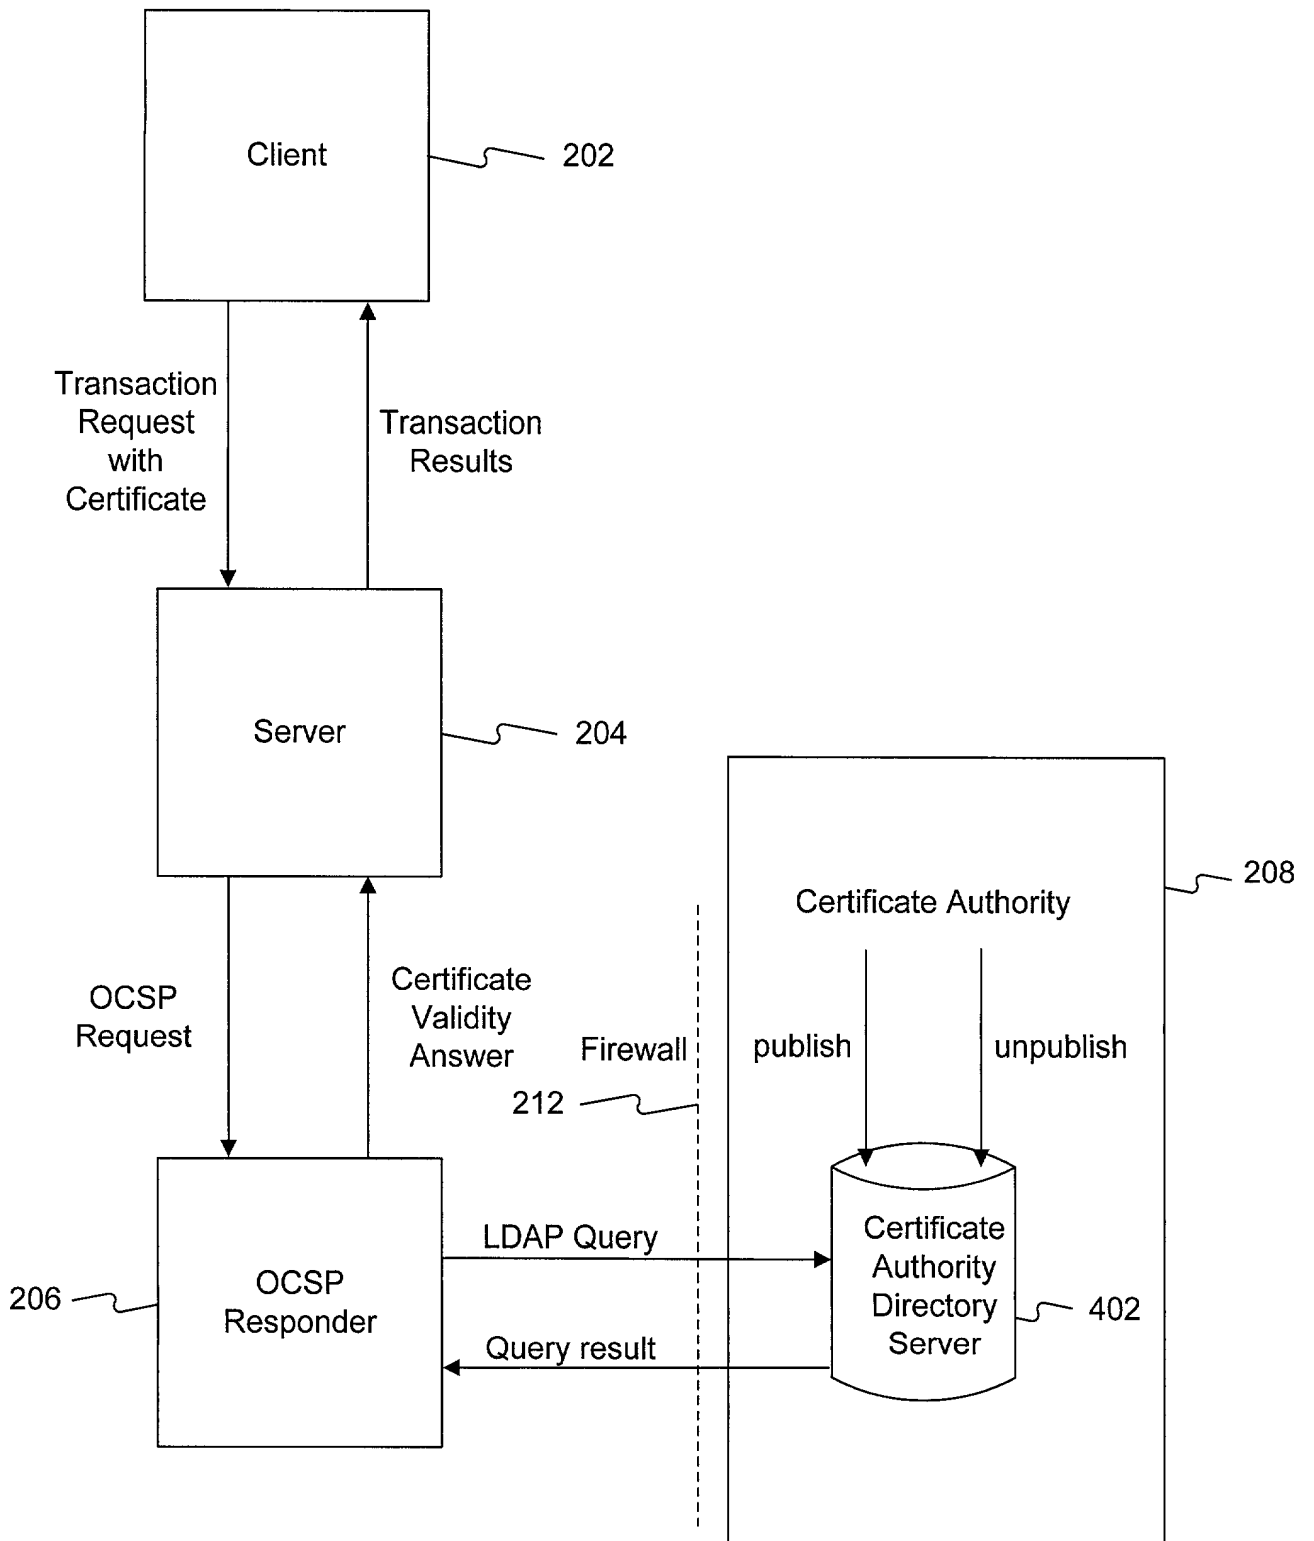 Client
202
Transaction
Request
with
Certificate
Transaction
Results
Server
204
208
Certificate Authority
OCSP
Request
Certificate
Validity
Answer
Firewall
publish
unpublish
212
LDAP Query
Certificate
Authority
Directory
Server
206
OCSP
Responder
402
Query result